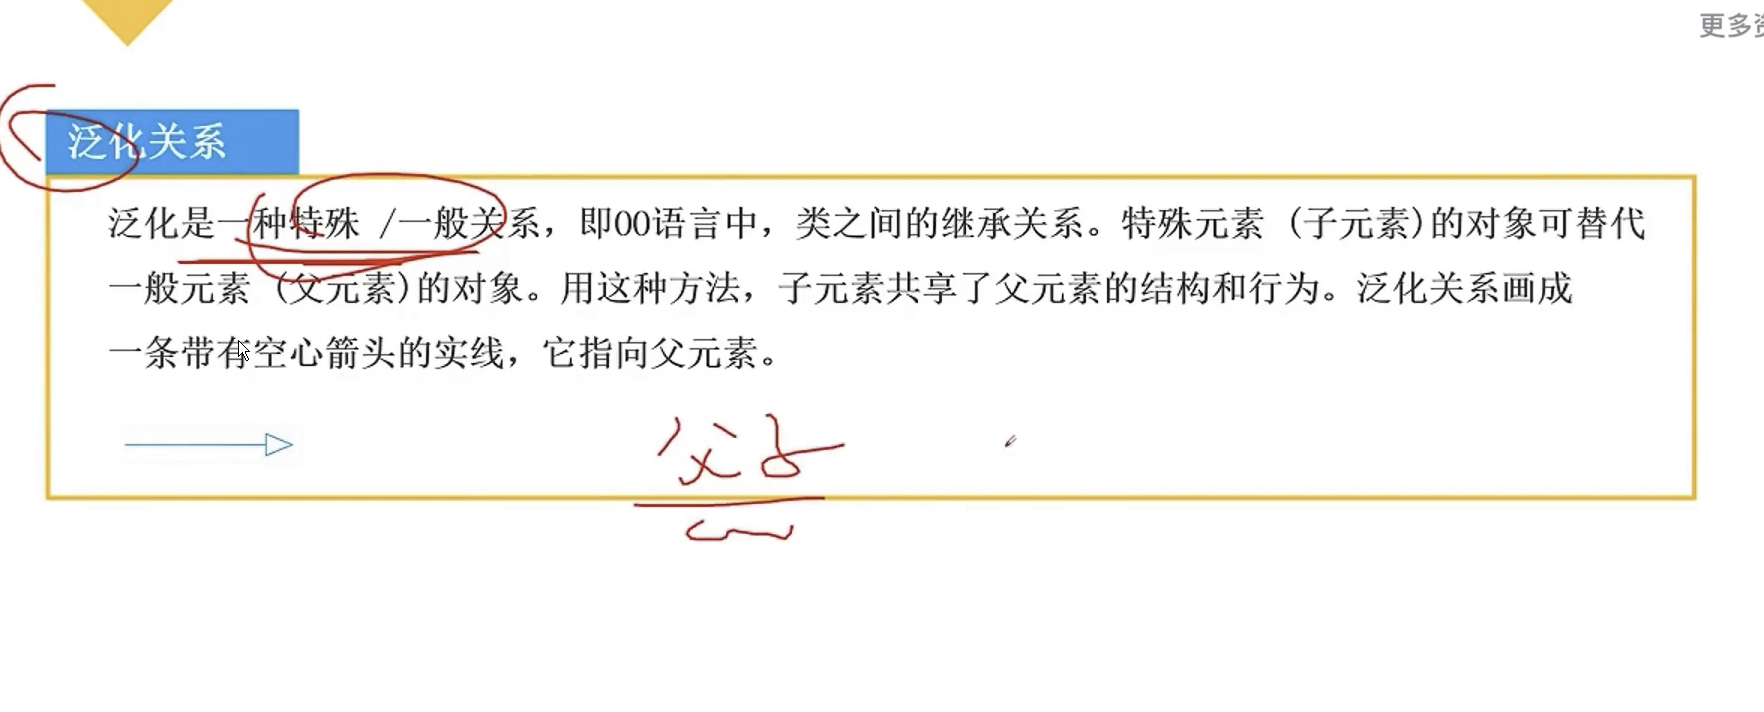 更多
泛化关系
泛化是一种特殊 /一般关系，即OO语言中，类之间的继承关系。特殊元素 (子元素)的对象可替代
一般元素 (父元素)的对象。用这种方法，子元素共享了父元素的结构和行为。泛化关系画成
一条带有空心箭头的实线，它指向父元素。
父子